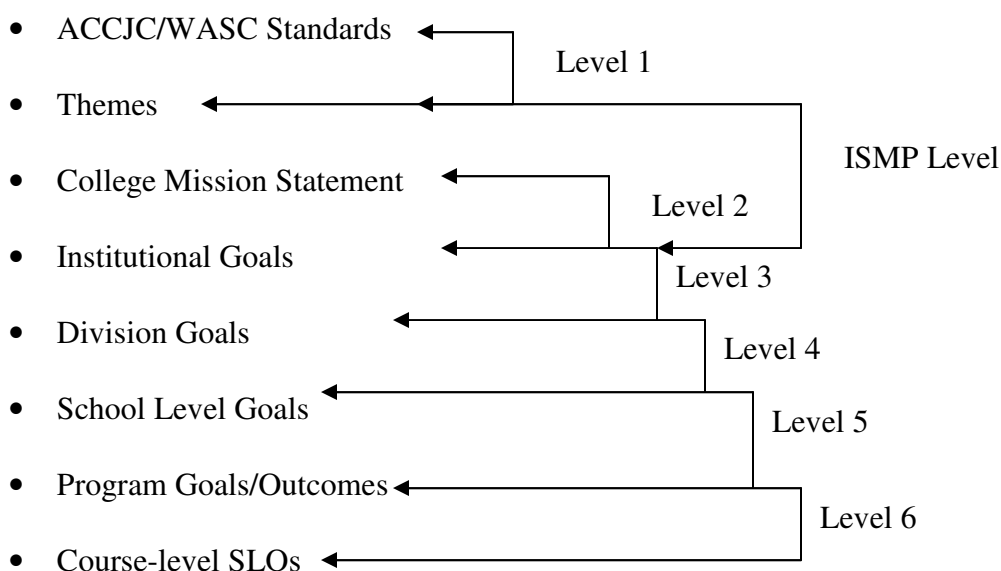 • ACCJC/WASC Standards
Level 1
• Themes
ISMP Level
• College Mission Statement
Level 2
• Institutional Goals
Level 3
• Division Goals
Level 4
• School Level Goals
Level 5
• Program Goals/Outcomes
Level 6
• Course-level SLOs